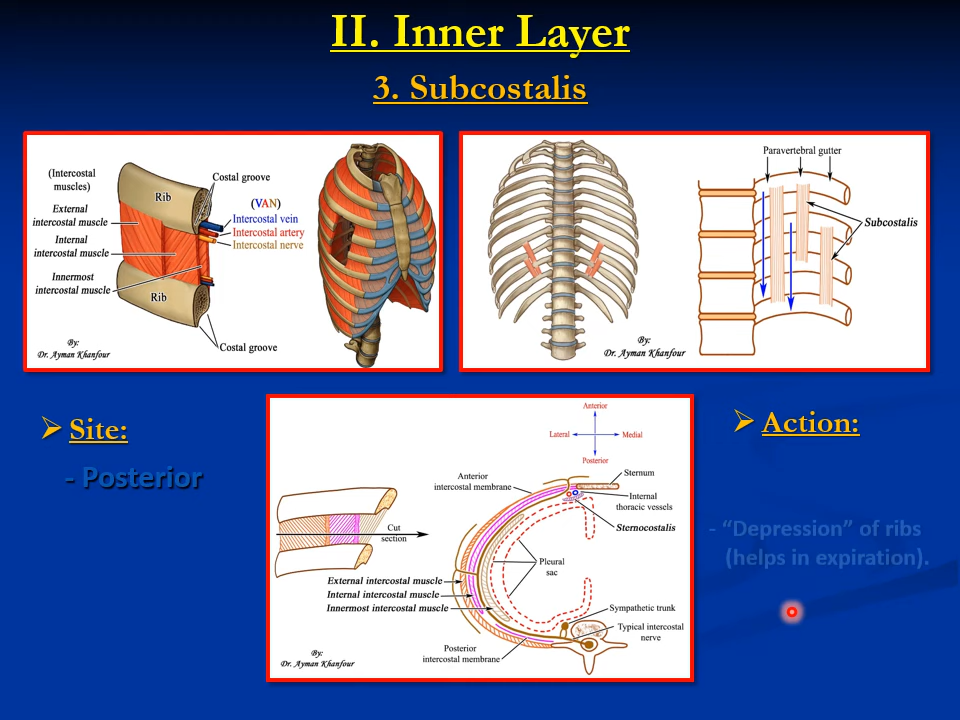 II. Inner Layer
3. Subcostalis
(Intercostal
muscles)
External
intercostal muscle
Internal
intercostal muscle
Innermost
intercostal muscle
Rib
Rib
Costal groove
(VAN)
Intercostal vein
Intercostal artery
Intercostal nerve
Costal groove
By:
Dr. Ayman Khanfour
Paravertebral gutter
Subcostalis
By:
Dr. Ayman Khanfour
➢ Site:
- Posterior
Anterior
Lateral
Medial
Posterior
Anterior
intercostal membrane
Sternum
Internal
thoracic vessels
Sternocostalis
Cut
section
Pleural
sac
External intercostal muscle
Internal intercostal muscle
Innermost intercostal muscle
Sympathetic trunk
Typical intercostal
nerve
Posterior
intercostal membrane
By:
Dr. Ayman Khanfour
➢ Action:
- “Depression” of ribs
(helps in expiration).